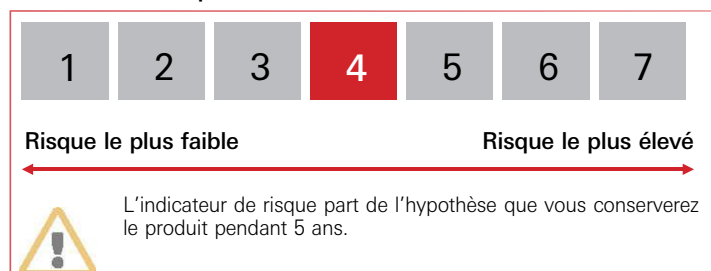 1 2 3 4 5 6 7
Risque le plus faible Risque le plus élevé
L'indicateur de risque part de l'hypothèse que vous conserverez
le produit pendant 5 ans.